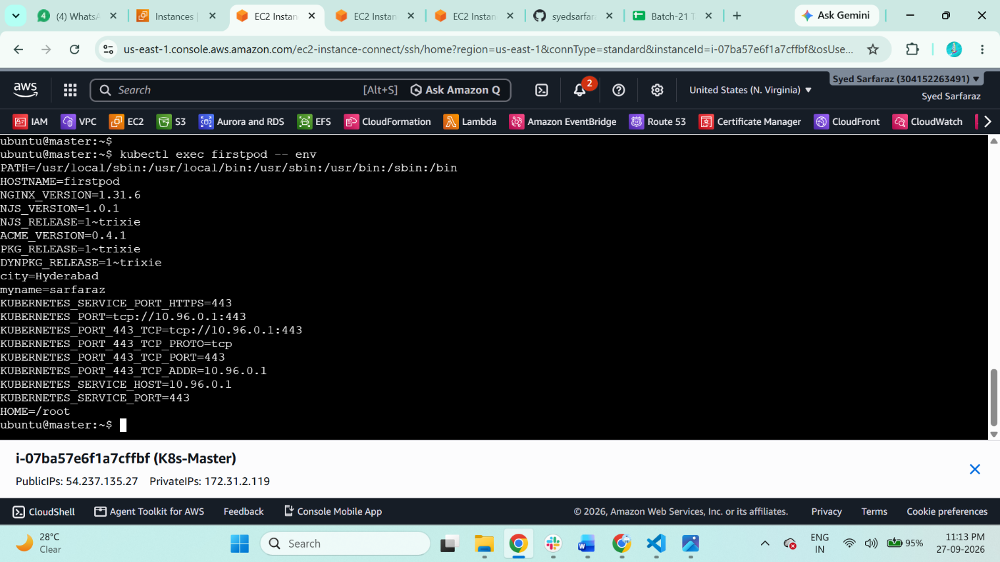 (4) WhatsA
Instances |
EC2 Instan
EC2 Instan
EC2 Instan
syedsarfar
Batch-21 T
Ask Gemini
us-east-1.console.aws.amazon.com/ec2-instance-connect/ssh/home?region=us-east-1&connType=standard&instanceId=i-07ba57e6f1a7cffbf&osUse...
aws
Search
[Alt+S]
Ask Amazon Q
2
United States (N. Virginia)
Syed Sarfaraz (304152263491)
Syed Sarfaraz
IAM
VPC
EC2
S3
Aurora and RDS
EFS
CloudFormation
Lambda
Amazon EventBridge
Route 53
Certificate Manager
CloudFront
CloudWatch
ubuntu@master:~$
ubuntu@master:~$ kubectl exec firstpod -- env
PATH=/usr/local/sbin:/usr/local/bin:/usr/sbin:/usr/bin:/sbin:/bin
HOSTNAME=firstpod
NGINX_VERSION=1.31.6
NJS_VERSION=1.0.1
NJS_RELEASE=1~trixie
ACME_VERSION=0.4.1
PKG_RELEASE=1~trixie
DYNPKG_RELEASE=1~trixie
city=Hyderabad
myname=sarfaraz
KUBERNETES_SERVICE_PORT_HTTPS=443
KUBERNETES_PORT=tcp://10.96.0.1:443
KUBERNETES_PORT_443_TCP=tcp://10.96.0.1:443
KUBERNETES_PORT_443_TCP_PROTO=tcp
KUBERNETES_PORT_443_TCP_PORT=443
KUBERNETES_PORT_443_TCP_ADDR=10.96.0.1
KUBERNETES_SERVICE_HOST=10.96.0.1
KUBERNETES_SERVICE_PORT=443
HOME=/root
ubuntu@master:~$
i-07ba57e6f1a7cffbf (K8s-Master)
PublicIPs: 54.237.135.27 PrivateIPs: 172.31.2.119
CloudShell
Agent Toolkit for AWS
Feedback
Console Mobile App
© 2026, Amazon Web Services, Inc. or its affiliates.
Privacy
Terms
Cookie preferences
28°C
Clear
Search
ENG
IN
95%
11:13 PM
27-09-2026